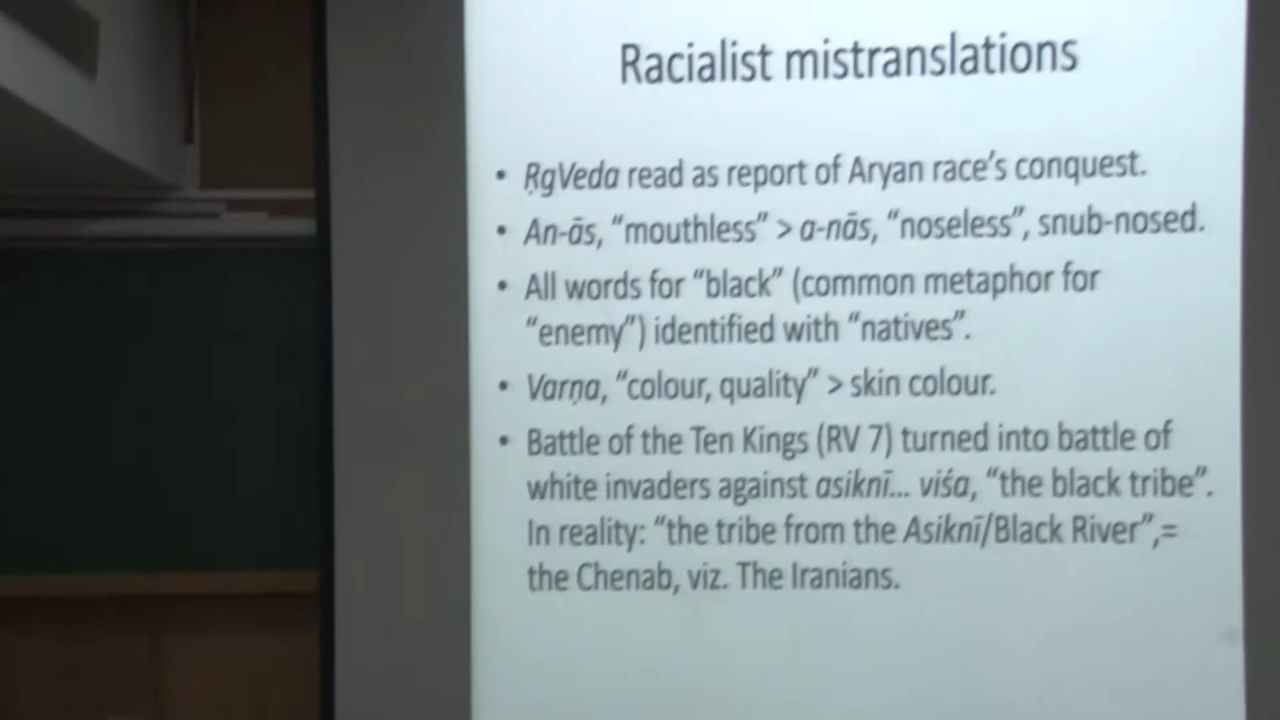 Racialist mistranslations
• ṚgVeda read as report of Aryan race’s conquest.
• An-ās, “mouthless” > a-nās, “noseless”, snub-nosed.
• All words for “black” (common metaphor for
“enemy”) identified with “natives”.
• Varṇa, “colour, quality” > skin colour.
• Battle of the Ten Kings (RV 7) turned into battle of
white invaders against asiknī... viśa, “the black tribe”.
In reality: “the tribe from the Asiknī/Black River”,=
the Chenab, viz. The Iranians.